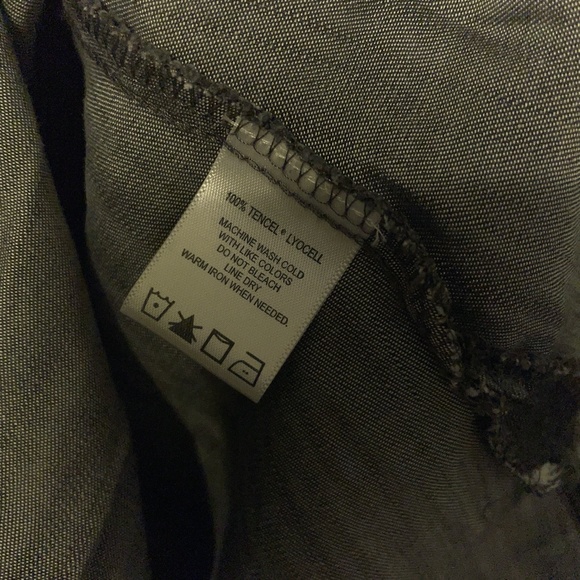 100% TENCEL® LYOCELL
MACHINE WASH COLD
WITH LIKE COLORS
DO NOT BLEACH
LINE DRY
WARM IRON WHEN NEEDED.